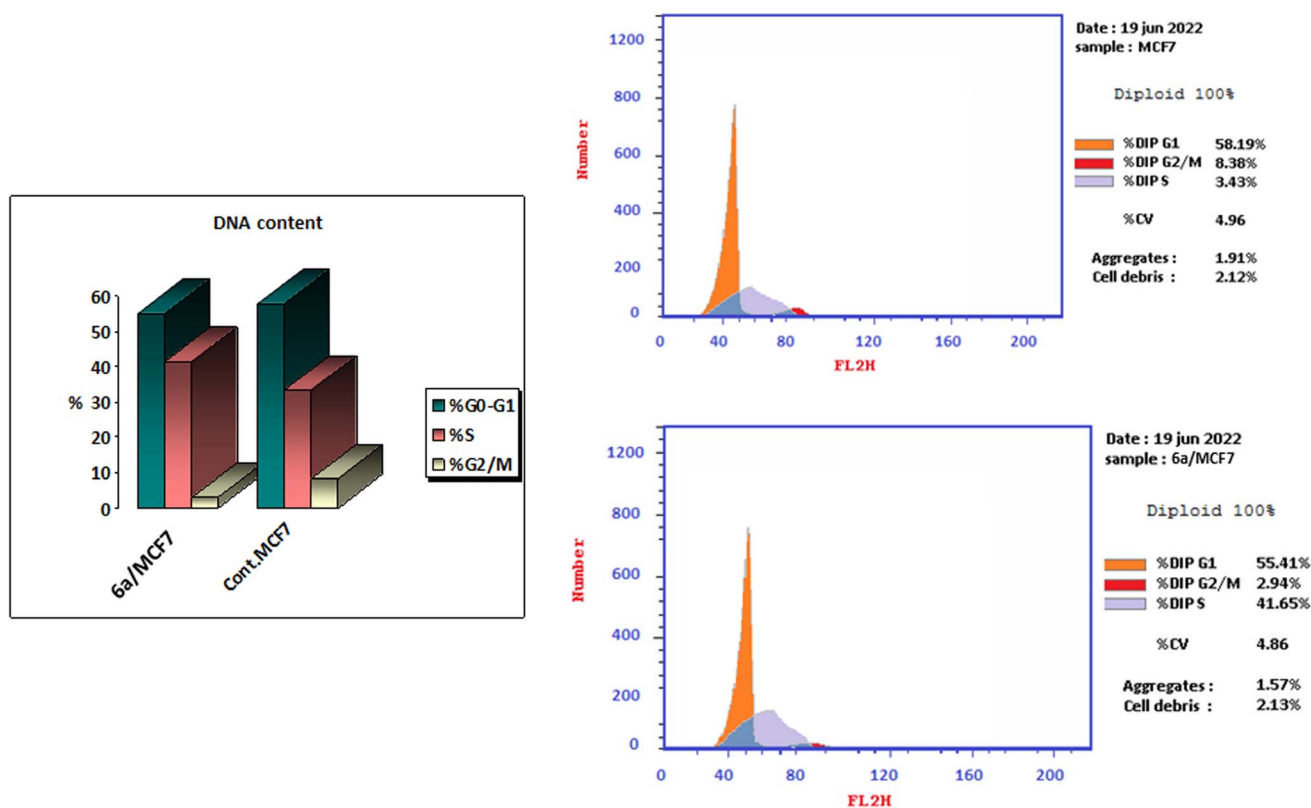 DNA content
60
50
40
30
20
10
0
%
6a/MCF7
Cont.MCF7
%G0-G1
%S
%G2/M
1200
800
600
400
200
0
Number
0 40 80 120 160 200
FL2H
Date : 19 jun 2022
sample : MCF7
Diploid 100%
%DIP G1 58.19%
%DIP G2/M 8.38%
%DIP S 3.43%
%CV 4.96
Aggregates : 1.91%
Cell debris : 2.12%
1200
800
600
400
200
0
Number
0 40 80 120 160 200
FL2H
Date : 19 jun 2022
sample : 6a/MCF7
Diploid 100%
%DIP G1 55.41%
%DIP G2/M 2.94%
%DIP S 41.65%
%CV 4.86
Aggregates : 1.57%
Cell debris : 2.13%